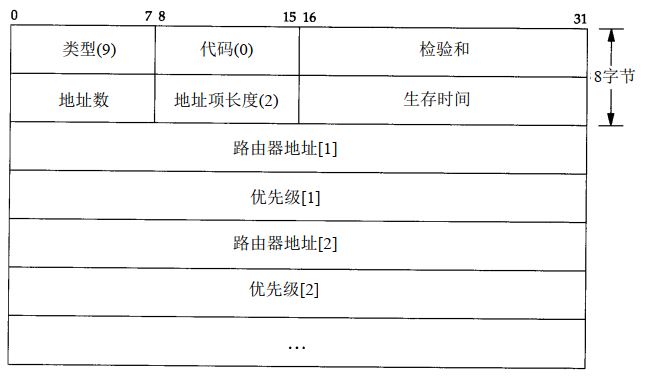 0 7 8 15 16 31
类型(9) 代码(0) 检验和
8字节
地址数 地址项长度(2) 生存时间
路由器地址[1]
优先级[1]
路由器地址[2]
优先级[2]
…